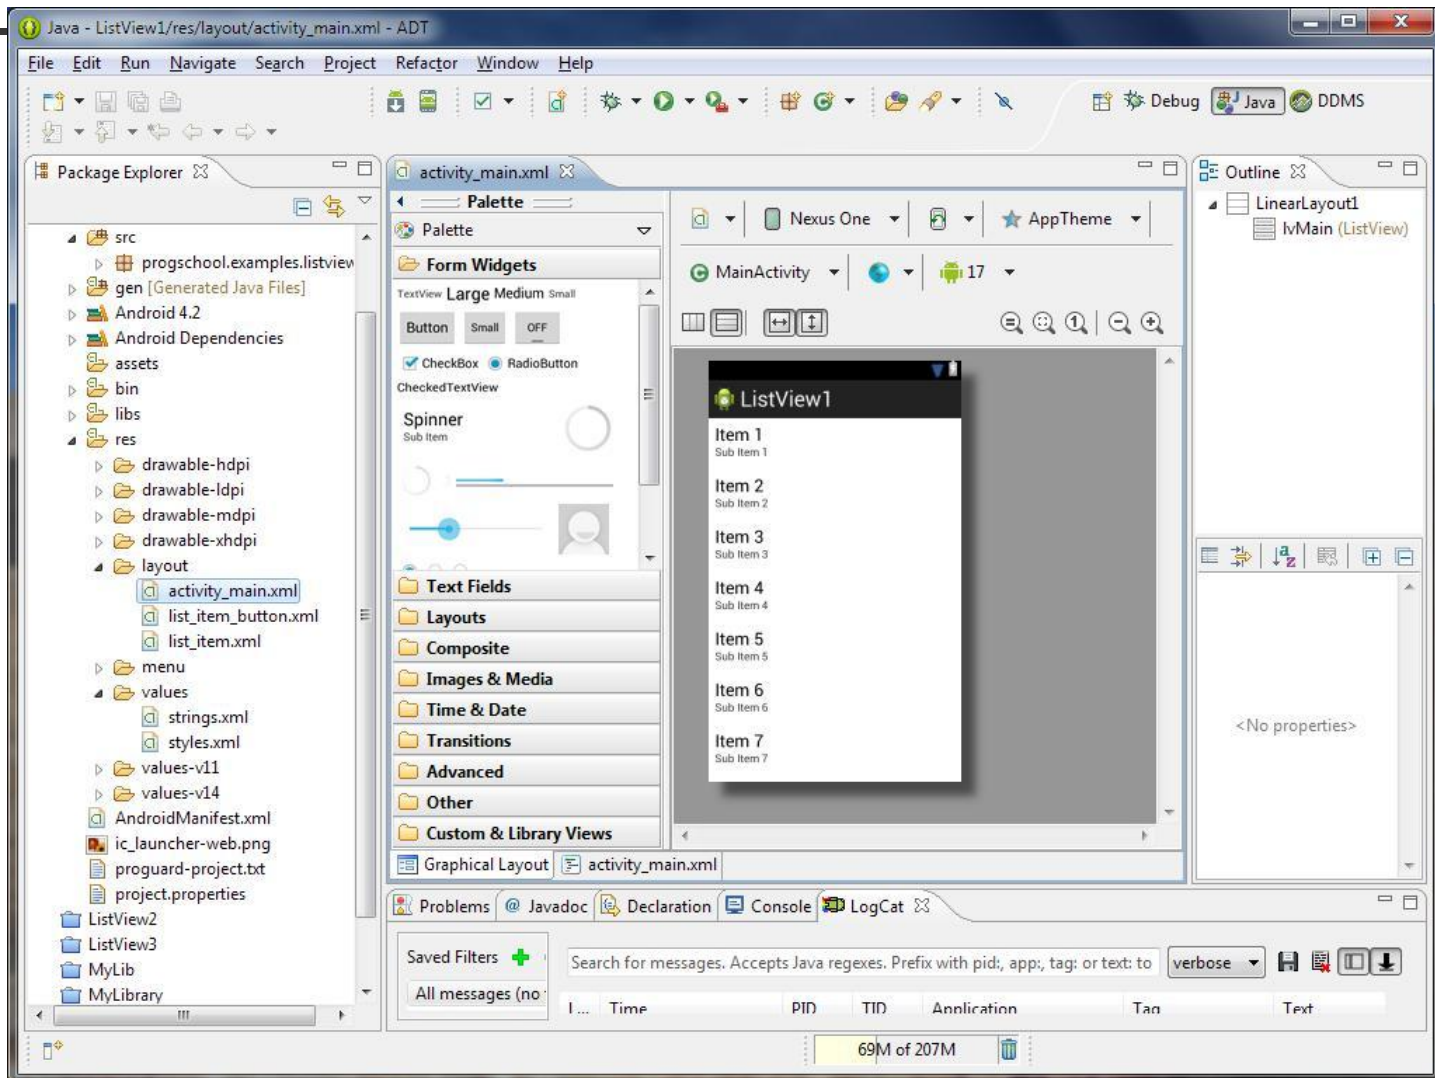 Java - ListView1/res/layout/activity_main.xml - ADT
File Edit Run Navigate Search Project Refactor Window Help
Debug Java DDMS
Package Explorer
src
progschool.examples.listview
gen [Generated Java Files]
Android 4.2
Android Dependencies
assets
bin
libs
res
drawable-hdpi
drawable-ldpi
drawable-mdpi
drawable-xhdpi
layout
activity_main.xml
list_item_button.xml
list_item.xml
menu
values
strings.xml
styles.xml
values-v11
values-v14
AndroidManifest.xml
ic_launcher-web.png
proguard-project.txt
project.properties
ListView2
ListView3
MyLib
MyLibrary
activity_main.xml
Palette
Palette
Form Widgets
TextView Large Medium Small
Button Small OFF
CheckBox RadioButton
CheckedTextView
Spinner
Sub Item
Text Fields
Layouts
Composite
Images & Media
Time & Date
Transitions
Advanced
Other
Custom & Library Views
Graphical Layout activity_main.xml
Nexus One AppTheme
MainActivity 17
ListView1
Item 1
Sub Item 1
Item 2
Sub Item 2
Item 3
Sub Item 3
Item 4
Sub Item 4
Item 5
Sub Item 5
Item 6
Sub Item 6
Item 7
Sub Item 7
Outline
LinearLayout1
lvMain (ListView)
<No properties>
Problems @ Javadoc Declaration Console LogCat
Saved Filters
All messages (no
Search for messages. Accepts Java regexes. Prefix with pid:, app:, tag: or text: to
verbose
L... Time PID TID Application Tag Text
69M of 207M